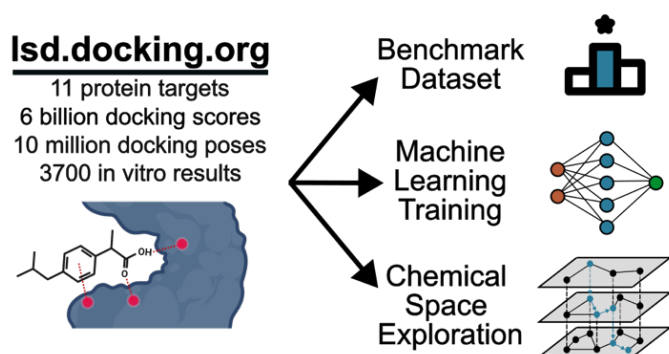 lsd.docking.org
11 protein targets
6 billion docking scores
10 million docking poses
3700 in vitro results
OH
O
Benchmark
Dataset
Machine
Learning
Training
Chemical
Space
Exploration